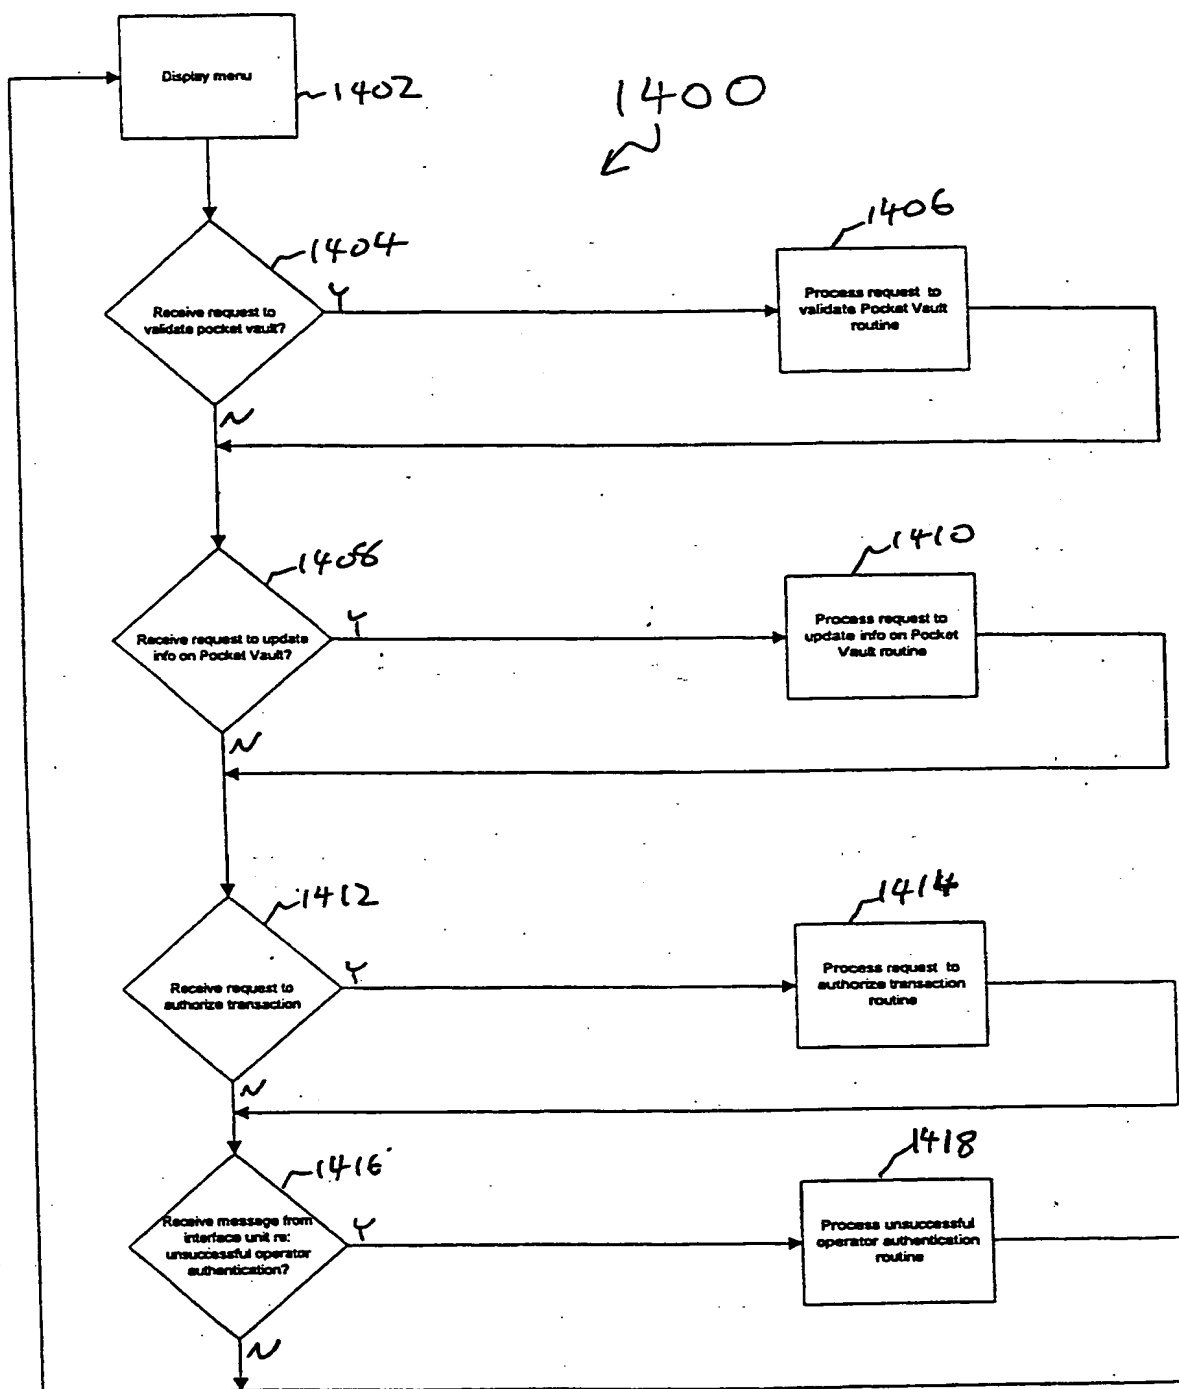 Display menu
1402
1400
1404
1406
Receive request to
validate pocket vault?
Y
Process request to
validate Pocket Vault
routine
N
1408
1410
Receive request to update
info on Pocket Vault?
Y
Process request to
update info on Pocket
Vault routine
N
1412
1414
Receive request to
authorize transaction
Y
Process request to
authorize transaction
routine
N
1416
1418
Receive message from
interface unit re:
unsuccessful operator
authentication?
Y
Process unsuccessful
operator authentication
routine
N